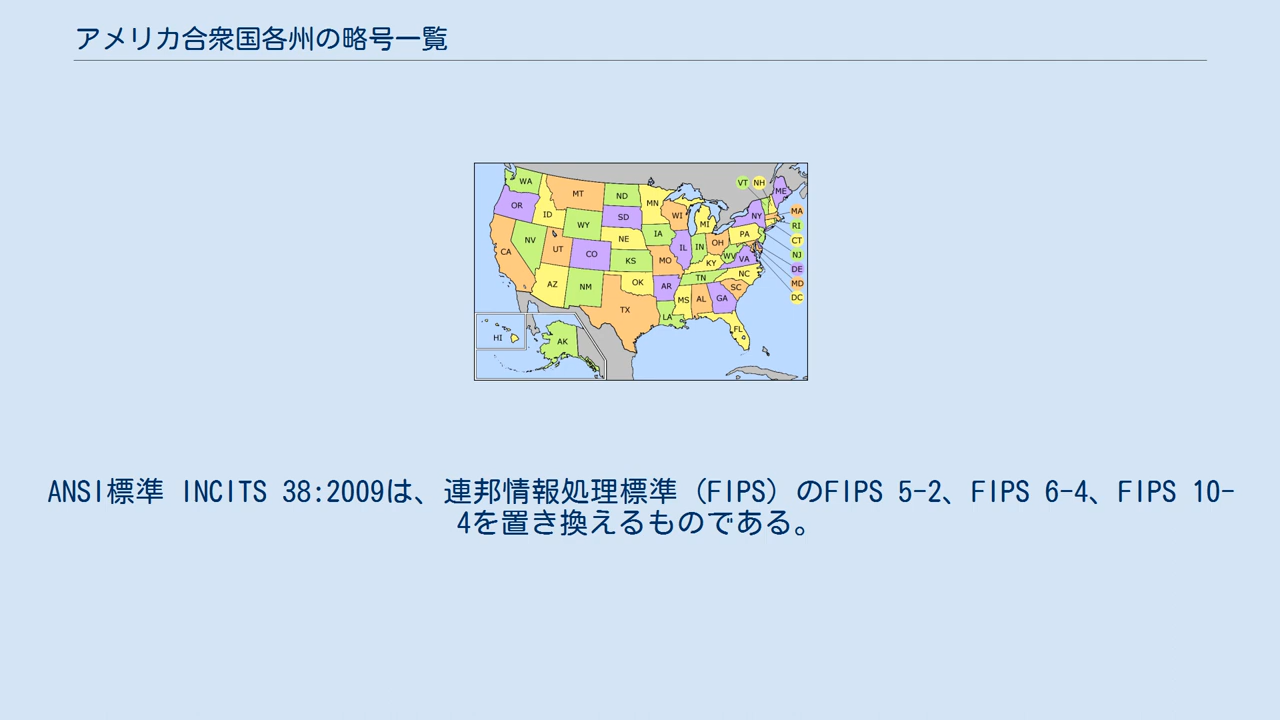 アメリカ合衆国各州の略号一覧
WA
MT
ND
MN
VT
NH
ME
OR
ID
SD
WI
MI
NY
MA
WY
RI
NV
UT
CO
NE
IA
IL
IN
OH
PA
CT
CA
KS
MO
KY
WV
VA
NJ
DE
AZ
NM
OK
AR
TN
NC
SC
MD
DC
TX
LA
MS
AL
GA
FL
HI
AK
ANSI標準 INCITS 38:2009は、連邦情報処理標準（FIPS）のFIPS 5-2、FIPS 6-4、FIPS 10-
4を置き換えるものである。